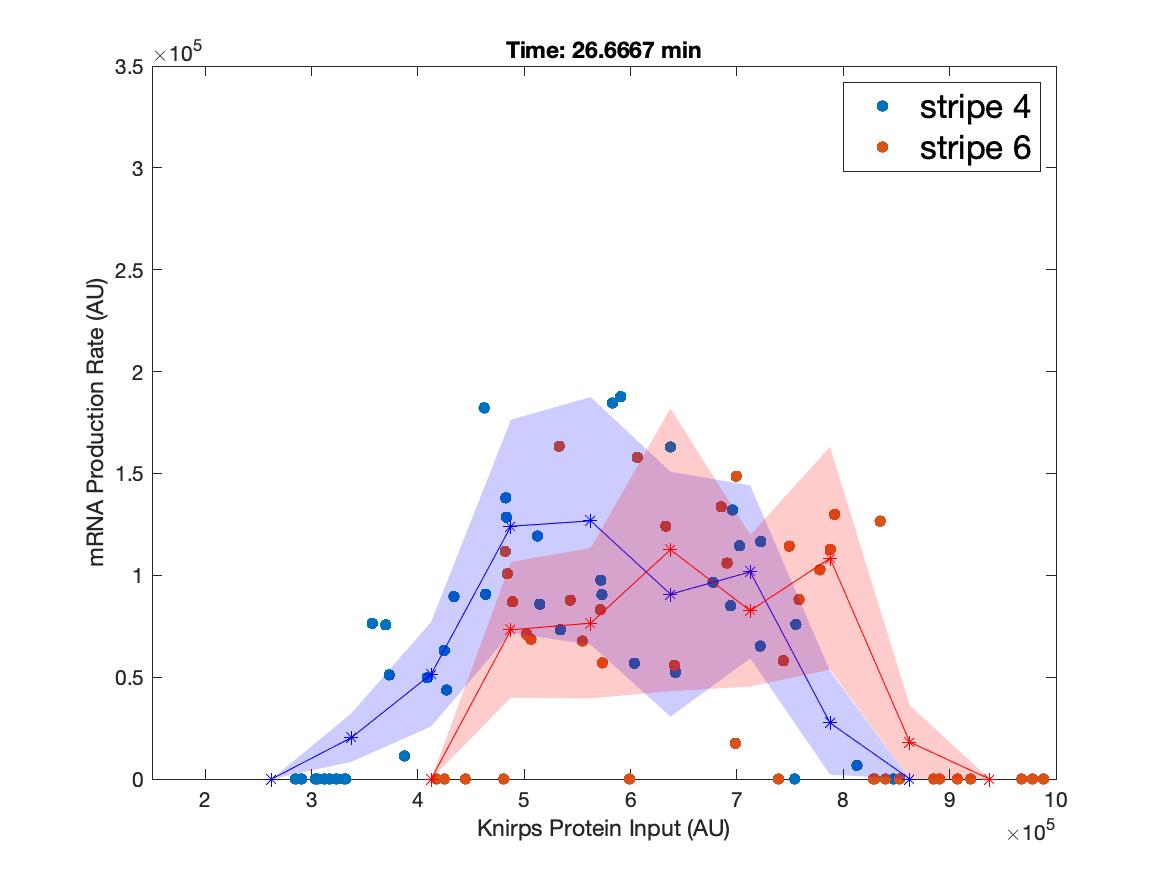 Time: 26.6667 min
×10^5
3.5
3
2.5
2
1.5
1
0.5
0
mRNA Production Rate (AU)
stripe 4
stripe 6
2 3 4 5 6 7 8 9 10
Knirps Protein Input (AU)
×10^5